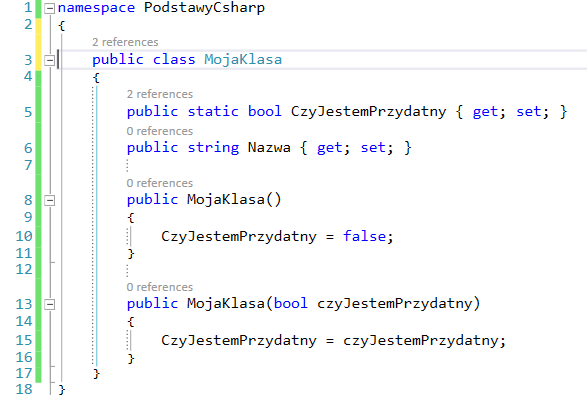 1 namespace PodstawyCsharp
2 {
2 references
3 public class MojaKlasa
4 {
2 references
5 public static bool CzyJestemPrzydatny { get; set; }
0 references
6 public string Nazwa { get; set; }
7
0 references
8 public MojaKlasa()
9 {
10 CzyJestemPrzydatny = false;
11 }
12
0 references
13 public MojaKlasa(bool czyJestemPrzydatny)
14 {
15 CzyJestemPrzydatny = czyJestemPrzydatny;
16 }
17 }
18 }